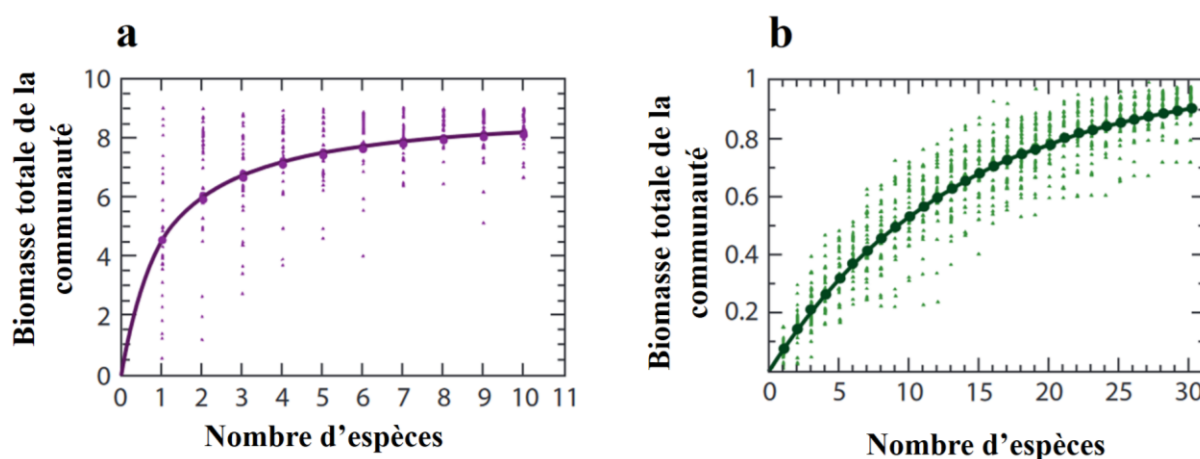 a
Biomasse totale de la
communauté
10
8
6
4
2
0
0 1 2 3 4 5 6 7 8 9 10 11
Nombre d’espèces
b
Biomasse totale de la
communauté
1
0.8
0.6
0.4
0.2
0 5 10 15 20 25 30
Nombre d’espèces